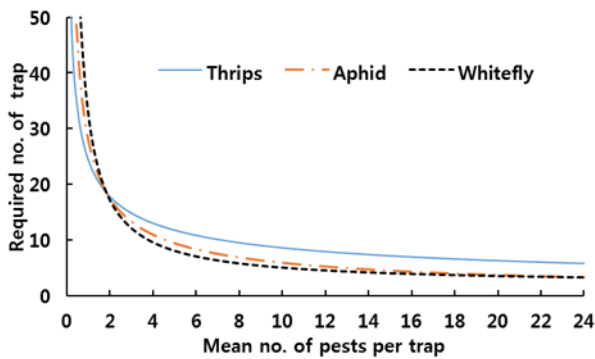 50
40
30
20
10
0
Required no. of trap
Thrips Aphid Whitefly
0 2 4 6 8 10 12 14 16 18 20 22 24
Mean no. of pests per trap